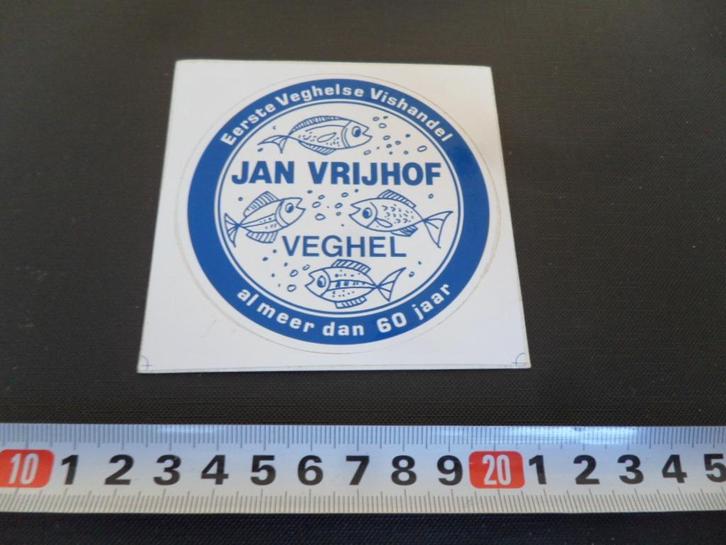 Eerste Veghelse Vishandel
JAN VRIJHOF
VEGHEL
al meer dan 60 jaar
10 1 2 3 4 5 6 7 8 9 20 1 2 3 4 5